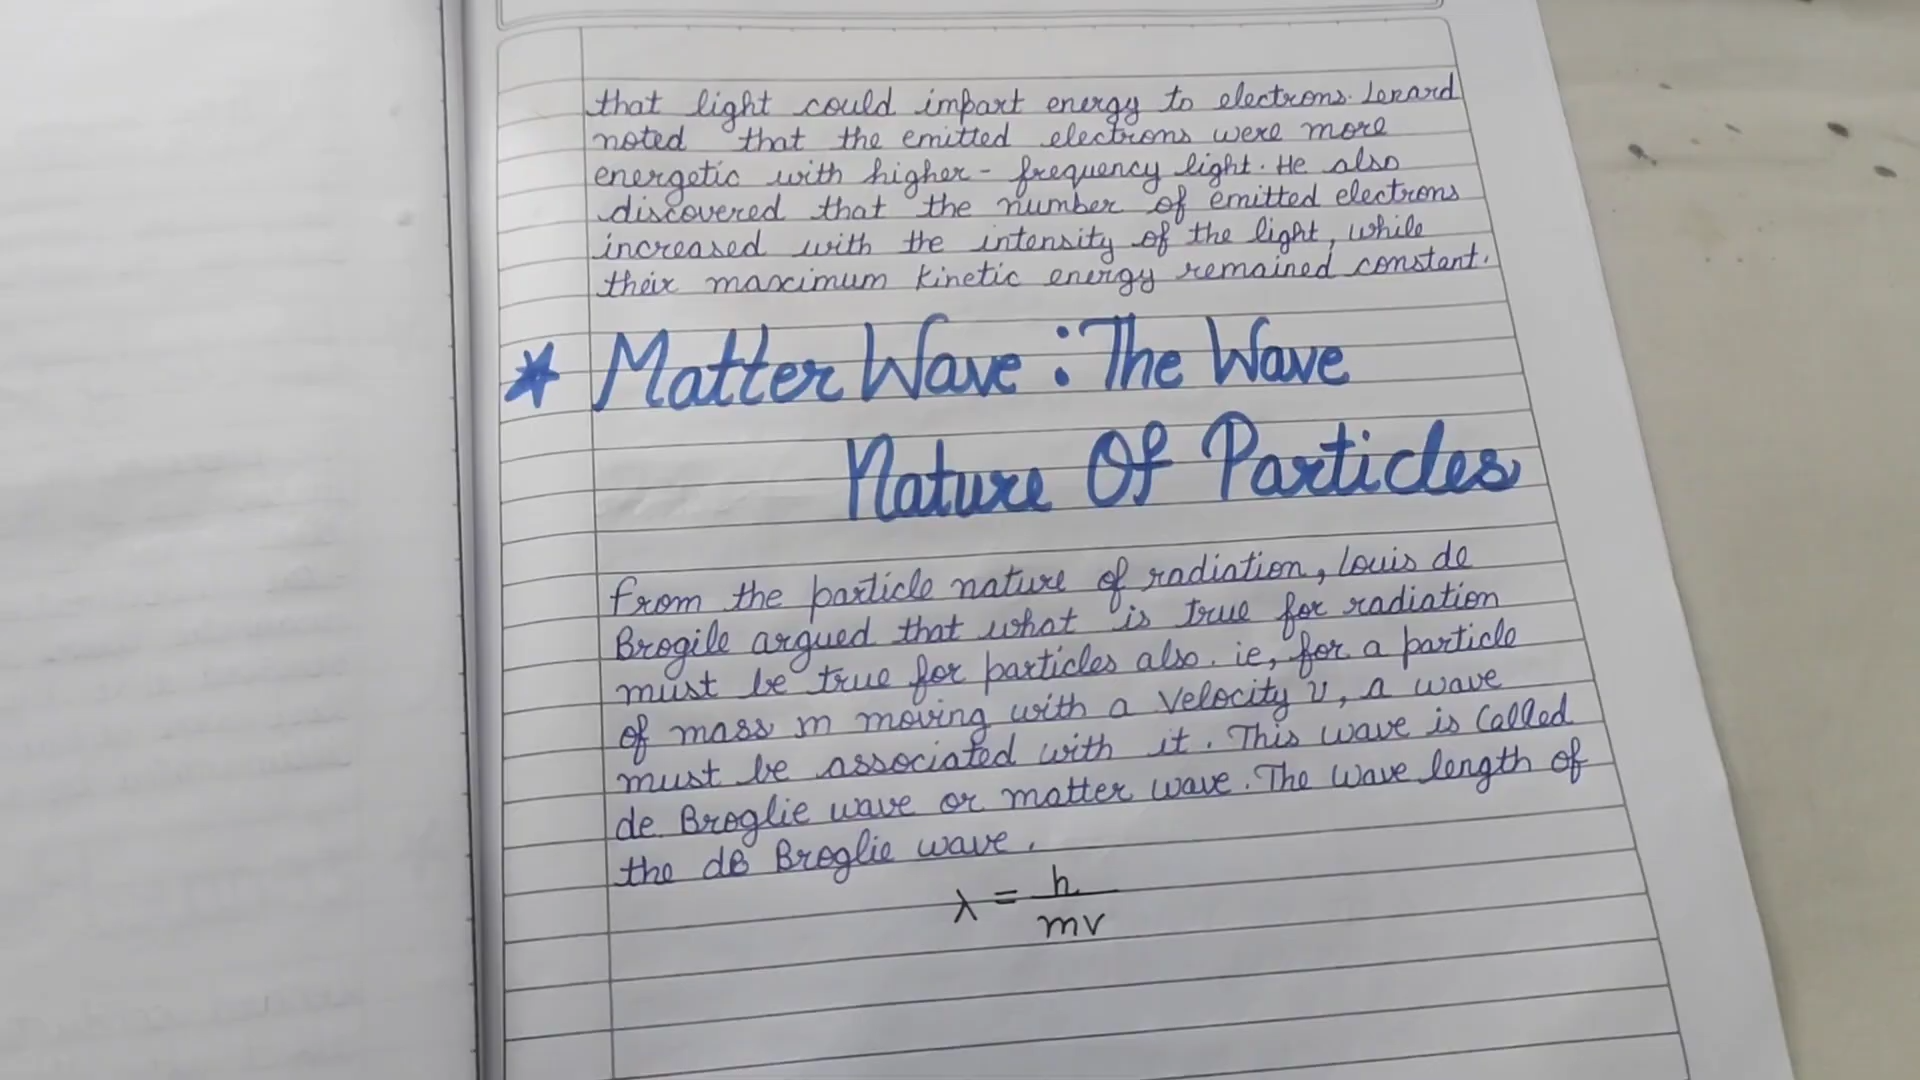 that light could impart energy to electrons. Lenard
noted that the emitted electrons were more
energetic with higher - frequency light. He also
discovered that the number of emitted electrons
increased with the intensity of the light, while
their maximum kinetic energy remained constant.
* Matter Wave : The Wave
Nature Of Particles
from the particle nature of radiation, Louis de
Brogile argued that what is true for radiation
must be true for particles also. ie, for a particle
of mass m moving with a velocity v, a wave
must be associated with it. This wave is called
de Broglie wave or matter wave. The wave length of
the de Broglie wave.
λ = h
mv